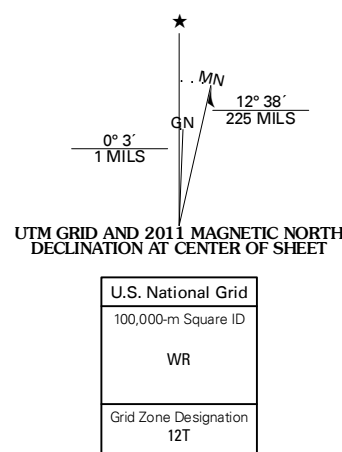 ★
MN
12° 38´
225 MILS
GN
0° 3´
1 MILS
UTM GRID AND 2011 MAGNETIC NORTH
DECLINATION AT CENTER OF SHEET
U.S. National Grid
100,000-m Square ID
WR
Grid Zone Designation
12T